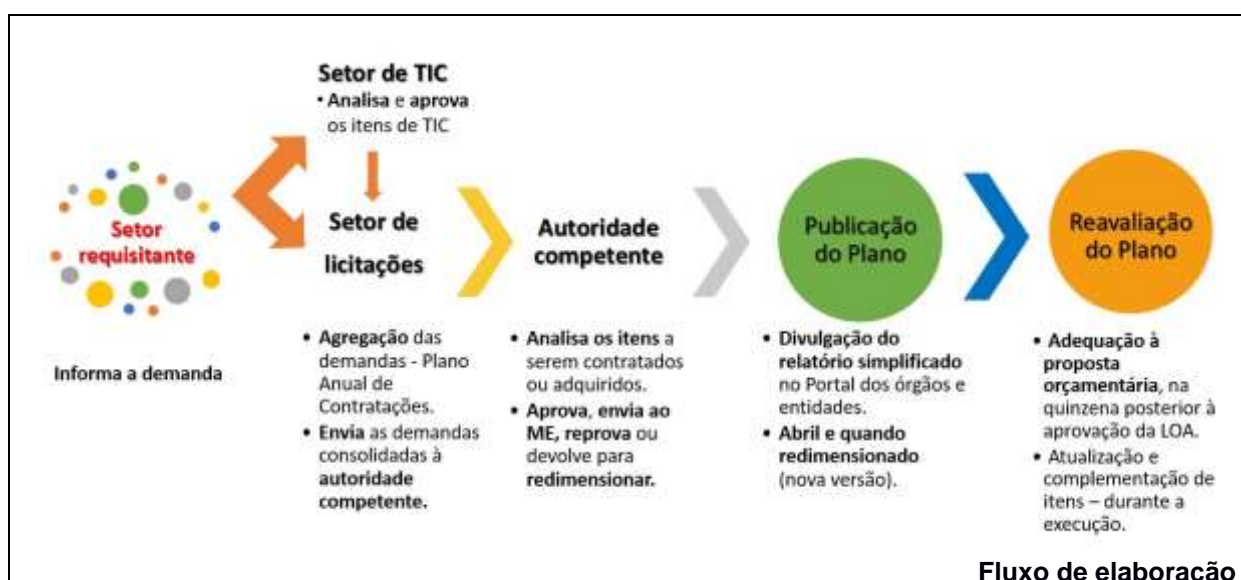 Setor requisitante
Informa a demanda
Setor de TIC
• Analisa e aprova
os itens de TIC
Setor de
licitações
• Agregação das
demandas - Plano
Anual de
Contratações.
• Envia as demandas
consolidadas à
autoridade
competente.
Autoridade
competente
• Analisa os itens a
serem contratados
ou adquiridos.
• Aprova, envia ao
ME, reprova ou
devolve para
redimensionar.
Publicação
do Plano
• Divulgação do
relatório simplificado
no Portal dos órgãos e
entidades.
• Abril e quando
redimensionado
(nova versão).
Reavaliação
do Plano
• Adequação à
proposta
orçamentária, na
quinzena posterior à
aprovação da LOA.
• Atualização e
complementação de
itens – durante a
execução.
Fluxo de elaboração